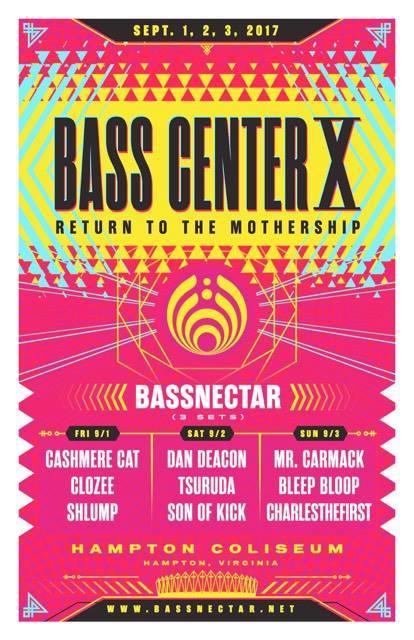 SEPT. 1, 2, 3, 2017
BASS CENTER X
RETURN TO THE MOTHERSHIP
BASSNECTAR
(3 SETS)
FRI 9/1
CASHMERE CAT
CLOZEE
SHLUMP
SAT 9/2
DAN DEACON
TSURUDA
SON OF KICK
SUN 9/3
MR. CARMACK
BLEEP BLOOP
CHARLESTHEFIRST
HAMPTON COLISEUM
HAMPTON, VIRGINIA
WWW.BASSNECTAR.NET